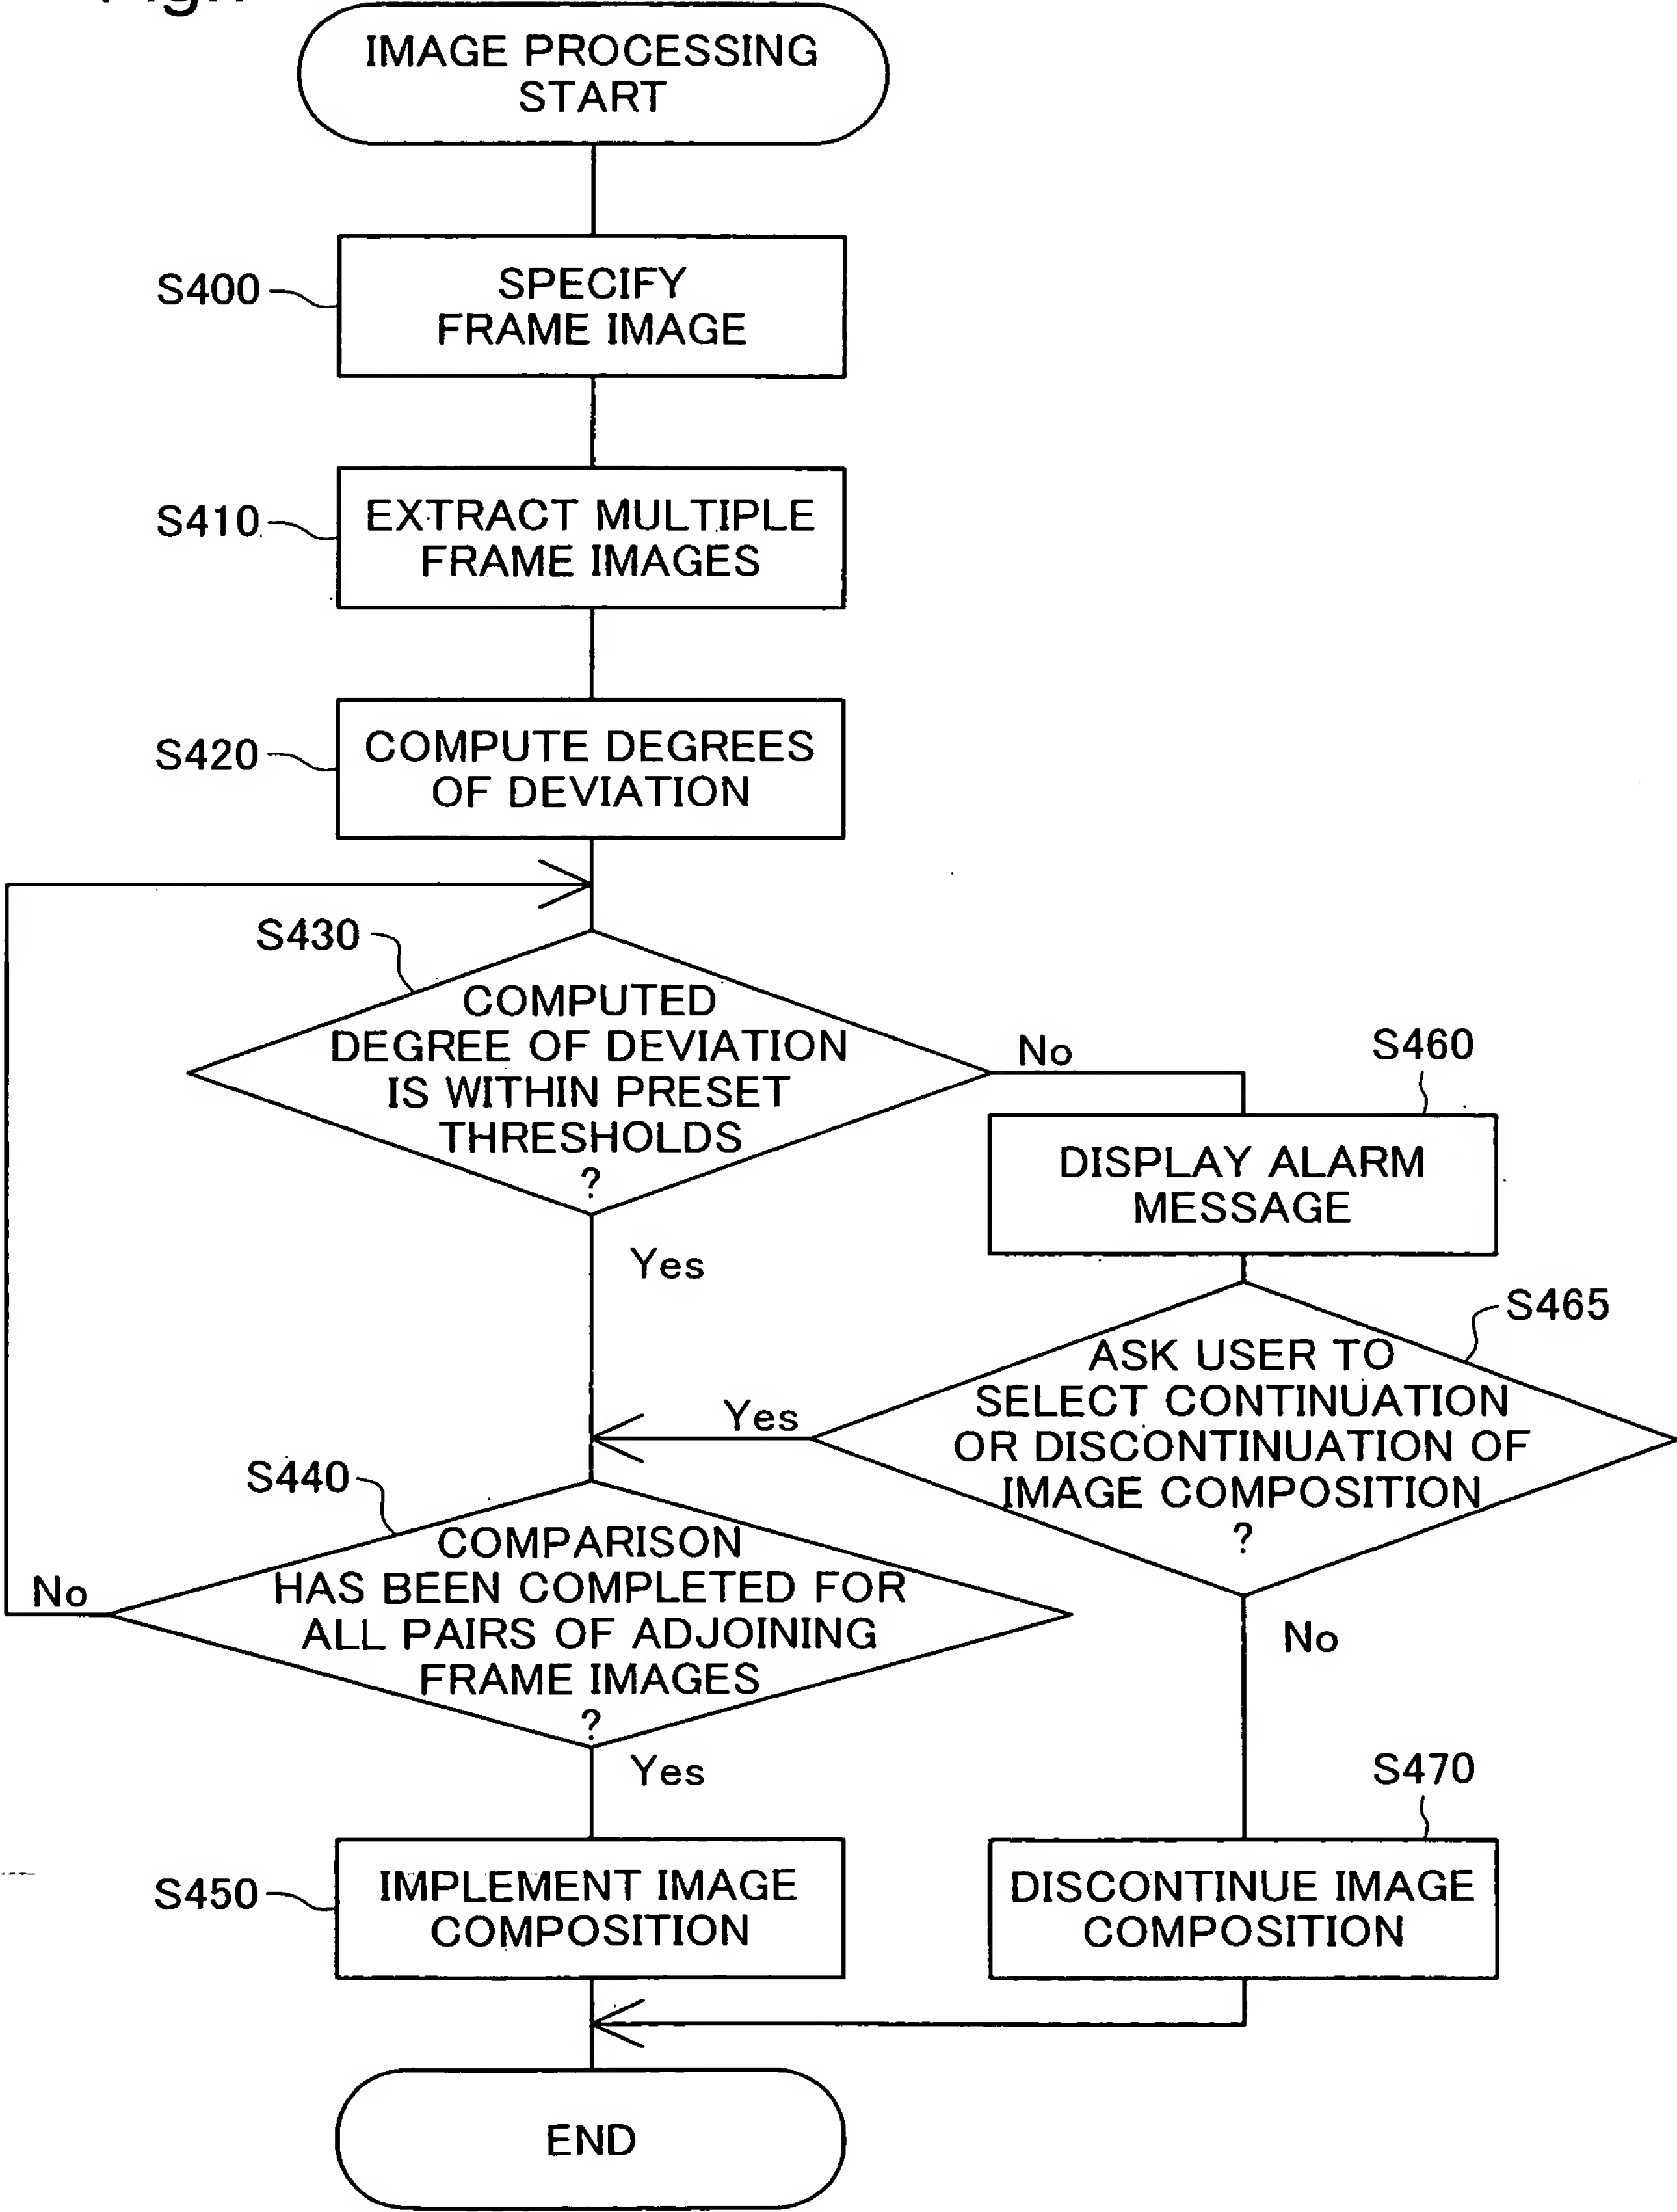 IMAGE PROCESSING
START
S400
SPECIFY
FRAME IMAGE
S410
EXTRACT MULTIPLE
FRAME IMAGES
S420
COMPUTE DEGREES
OF DEVIATION
S430
COMPUTED
DEGREE OF DEVIATION
IS WITHIN PRESET
THRESHOLDS
?
No
Yes
S460
DISPLAY ALARM
MESSAGE
S465
ASK USER TO
SELECT CONTINUATION
OR DISCONTINUATION OF
IMAGE COMPOSITION
?
Yes
No
S440
COMPARISON
HAS BEEN COMPLETED FOR
ALL PAIRS OF ADJOINING
FRAME IMAGES
?
No
Yes
S450
IMPLEMENT IMAGE
COMPOSITION
S470
DISCONTINUE IMAGE
COMPOSITION
END